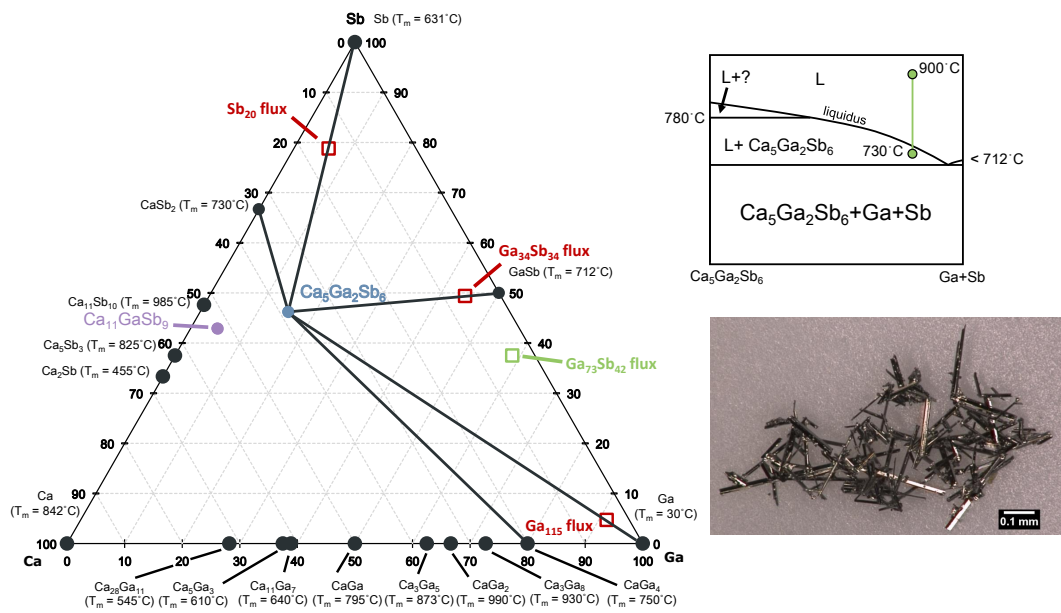 Sb Sb (Tm = 631˚C)
0 100
10 90
Sb20 flux
20 80
30 70
CaSb2 (Tm = 730˚C)
40 60
Ga34Sb34 flux
GaSb (Tm = 712˚C)
Ca5Ga2Sb6
50 50
Ca11Sb10 (Tm = 985˚C)
Ca11GaSb9
Ca5Sb3 (Tm = 825˚C)
60 40
Ga73Sb42 flux
Ca2Sb (Tm = 455˚C)
70 30
80 20
Ca
(Tm = 842˚C)
90 10
Ga
(Tm = 30˚C)
Ga115 flux
100 0
Ca 0 10 20 30 40 50 60 70 80 90 100 Ga
Ca28Ga11
(Tm = 545˚C)
Ca5Ga3
(Tm = 610˚C)
Ca11Ga7
(Tm = 640˚C)
CaGa
(Tm = 795˚C)
Ca3Ga5
(Tm = 873˚C)
CaGa2
(Tm = 990˚C)
Ca3Ga8
(Tm = 930˚C)
CaGa4
(Tm = 750˚C)
L+? L 900˚C
780˚C liquidus
L+ Ca5Ga2Sb6 730˚C
< 712˚C
Ca5Ga2Sb6+Ga+Sb
Ca5Ga2Sb6 Ga+Sb
0.1 mm